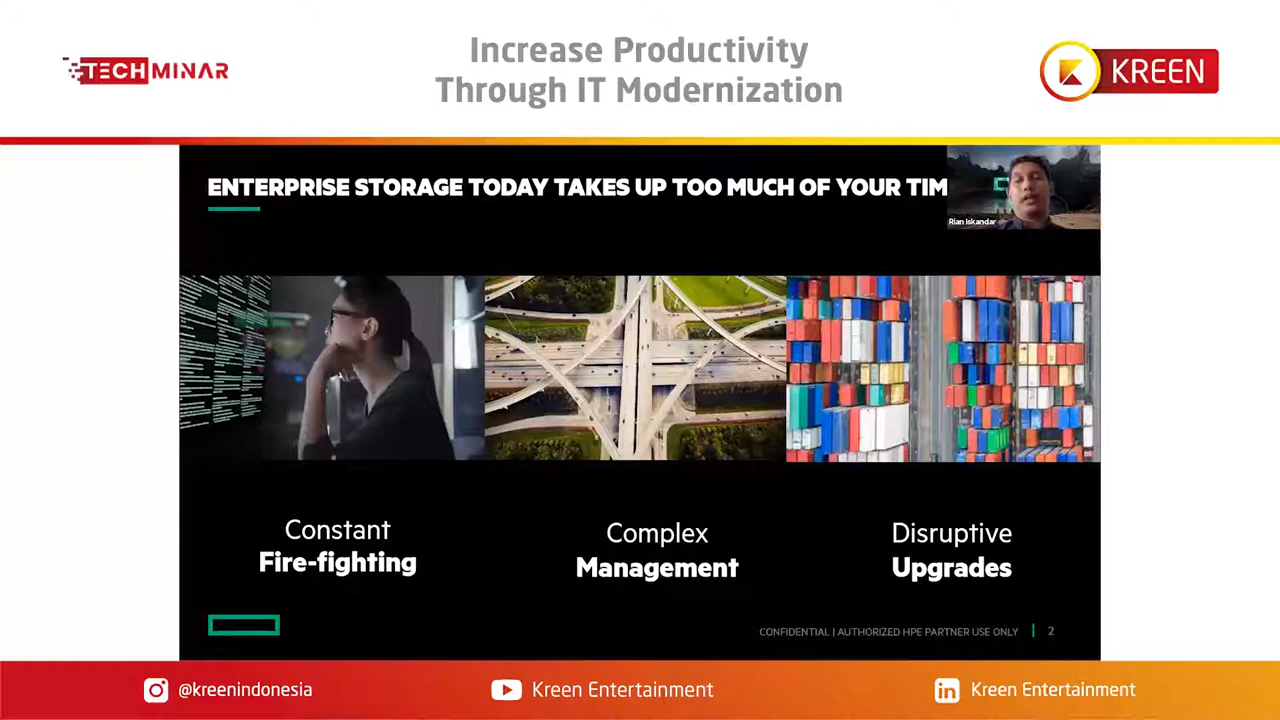 Increase Productivity
Through IT Modernization
TECHMINAR
KREEN
ENTERPRISE STORAGE TODAY TAKES UP TOO MUCH OF YOUR TIM
Rian Iskandar
Constant
Fire-fighting
Complex
Management
Disruptive
Upgrades
CONFIDENTIAL | AUTHORIZED HPE PARTNER USE ONLY | 2
@kreenindonesia
Kreen Entertainment
Kreen Entertainment